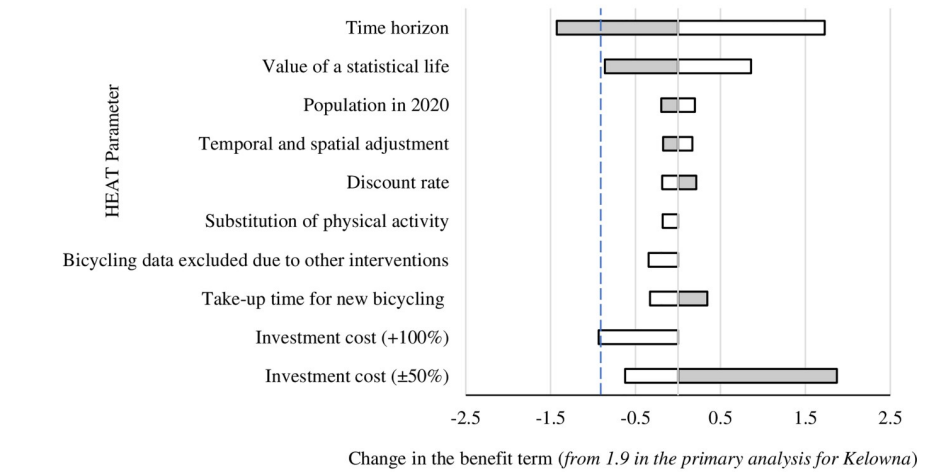 HEAT Parameter
Time horizon
Value of a statistical life
Population in 2020
Temporal and spatial adjustment
Discount rate
Substitution of physical activity
Bicycling data excluded due to other interventions
Take-up time for new bicycling
Investment cost (+100%)
Investment cost (±50%)
-2.5 -1.5 -0.5 0.5 1.5 2.5
Change in the benefit term (from 1.9 in the primary analysis for Kelowna)